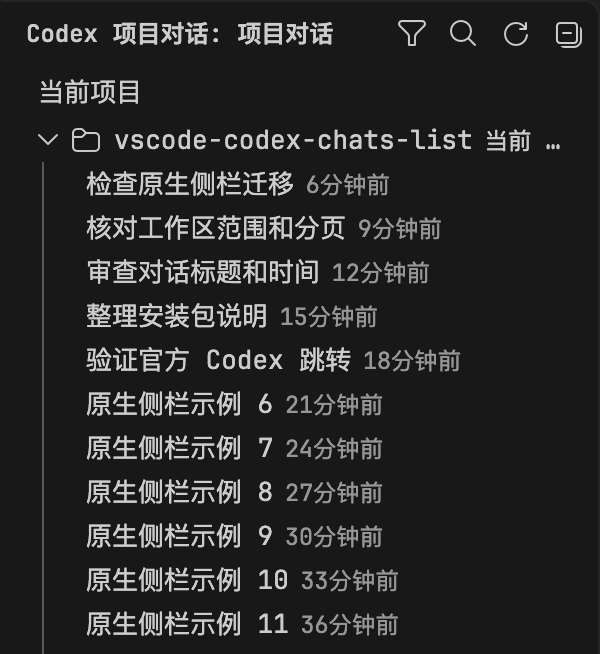 Codex 项目对话: 项目对话
当前项目
vscode-codex-chats-list 当前 …
检查原生侧栏迁移 6分钟前
核对工作区范围和分页 9分钟前
审查对话标题和时间 12分钟前
整理安装包说明 15分钟前
验证官方 Codex 跳转 18分钟前
原生侧栏示例 6 21分钟前
原生侧栏示例 7 24分钟前
原生侧栏示例 8 27分钟前
原生侧栏示例 9 30分钟前
原生侧栏示例 10 33分钟前
原生侧栏示例 11 36分钟前